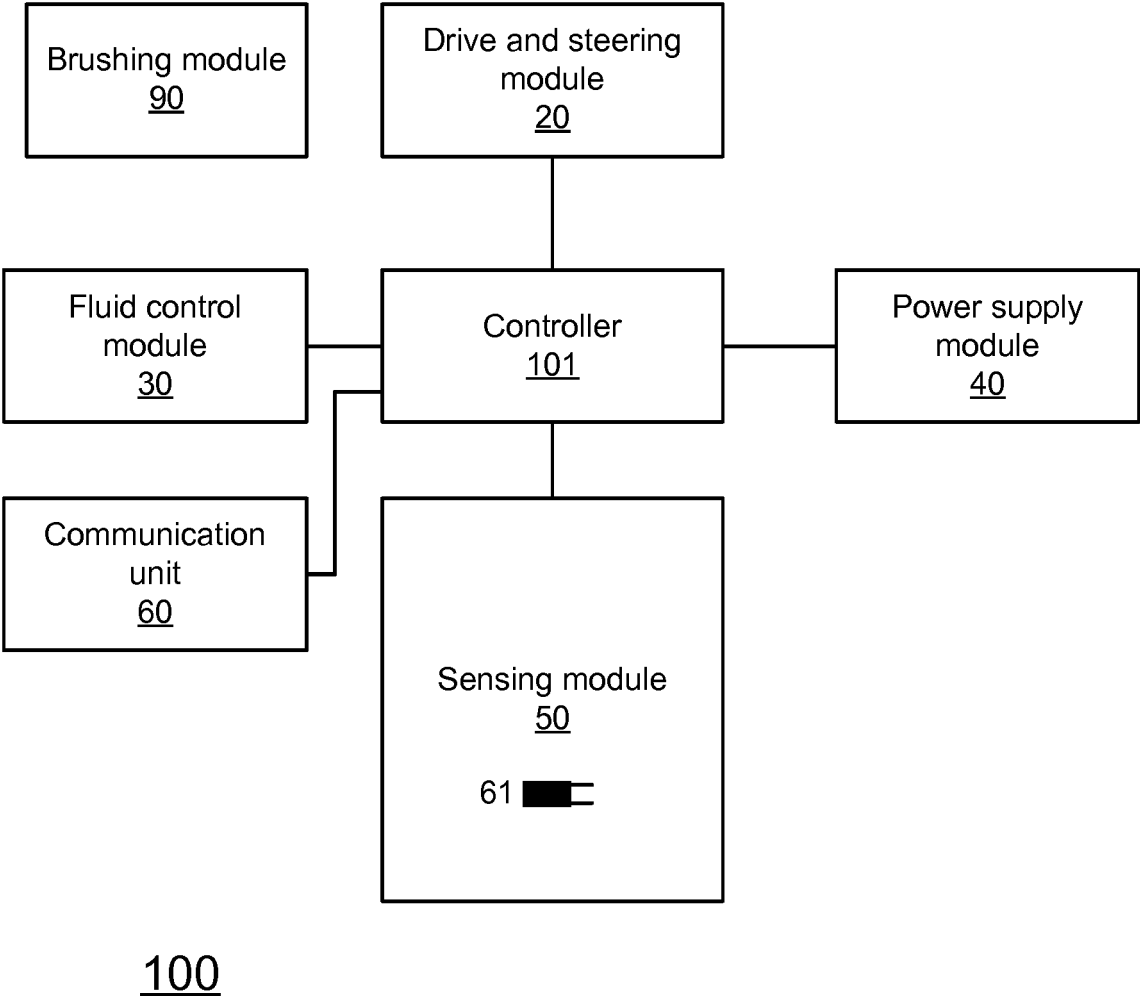 Brushing module
90
Drive and steering
module
20
Fluid control
module
30
Controller
101
Power supply
module
40
Communication
unit
60
Sensing module
50
61
100